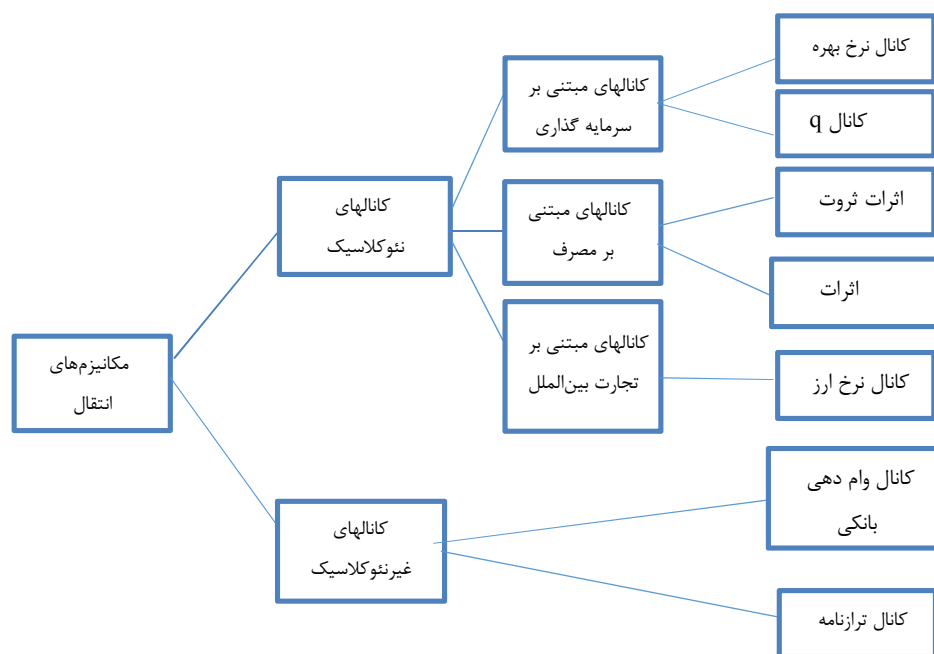 مکانیزم‌های
انتقال
کانالهای
نئوکلاسیک
کانالهای
غیرنئوکلاسیک
کانالهای مبتنی بر
سرمایه گذاری
کانالهای مبتنی
بر مصرف
کانالهای مبتنی بر
تجارت بین‌الملل
کانال نرخ بهره
کانال q
اثرات ثروت
اثرات
کانال نرخ ارز
کانال وام دهی
بانکی
کانال ترازنامه